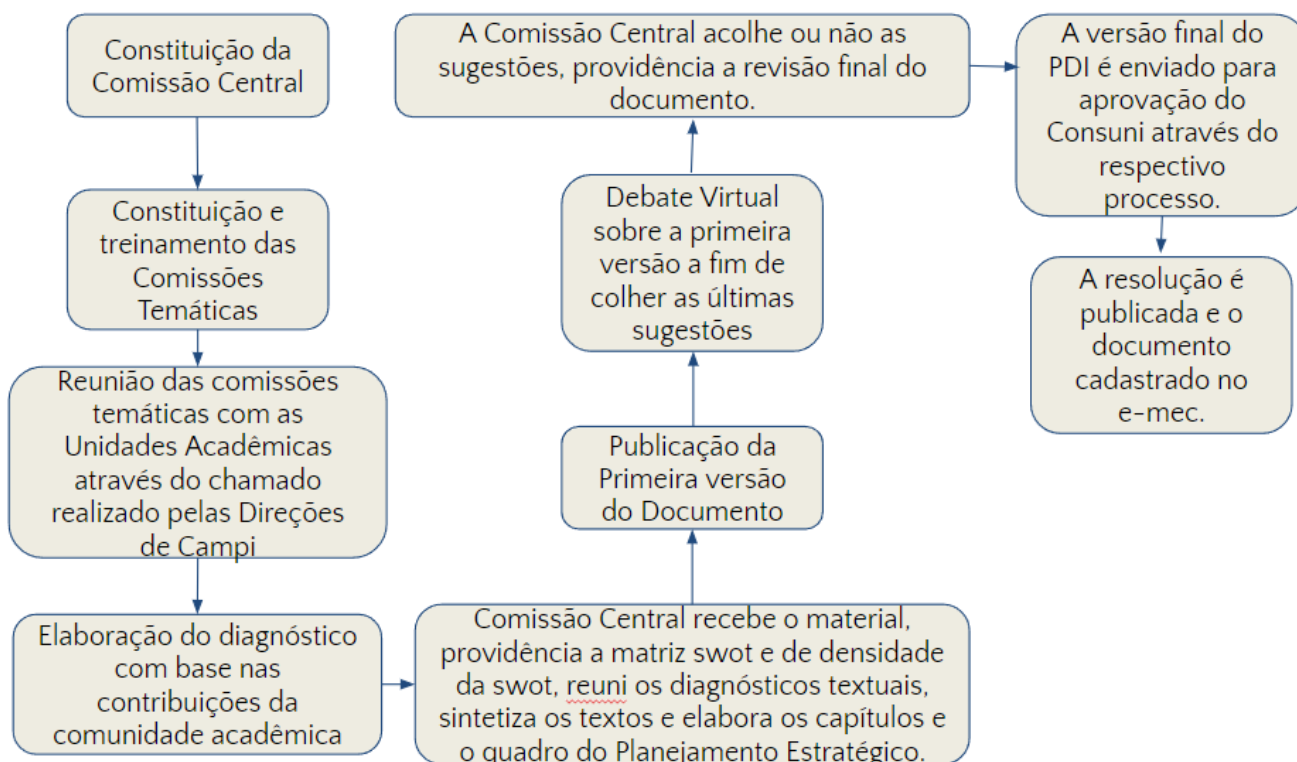 Constituição da
Comissão Central
Constituição e
treinamento das
Comissões
Temáticas
Reunião das comissões
temáticas com as
Unidades Acadêmicas
através do chamado
realizado pelas Direções
de Campi
Elaboração do diagnóstico
com base nas
contribuições da
comunidade acadêmica
Comissão Central recebe o material,
providência a matriz swot e de densidade
da swot, reuni os diagnósticos textuais,
sintetiza os textos e elabora os capítulos e
o quadro do Planejamento Estratégico.
Publicação da
Primeira versão
do Documento
Debate Virtual
sobre a primeira
versão a fim de
colher as últimas
sugestões
A Comissão Central acolhe ou não as
sugestões, providência a revisão final do
documento.
A versão final do
PDI é enviado para
aprovação do
Consuni através do
respectivo
processo.
A resolução é
publicada e o
documento
cadastrado no
e-mec.